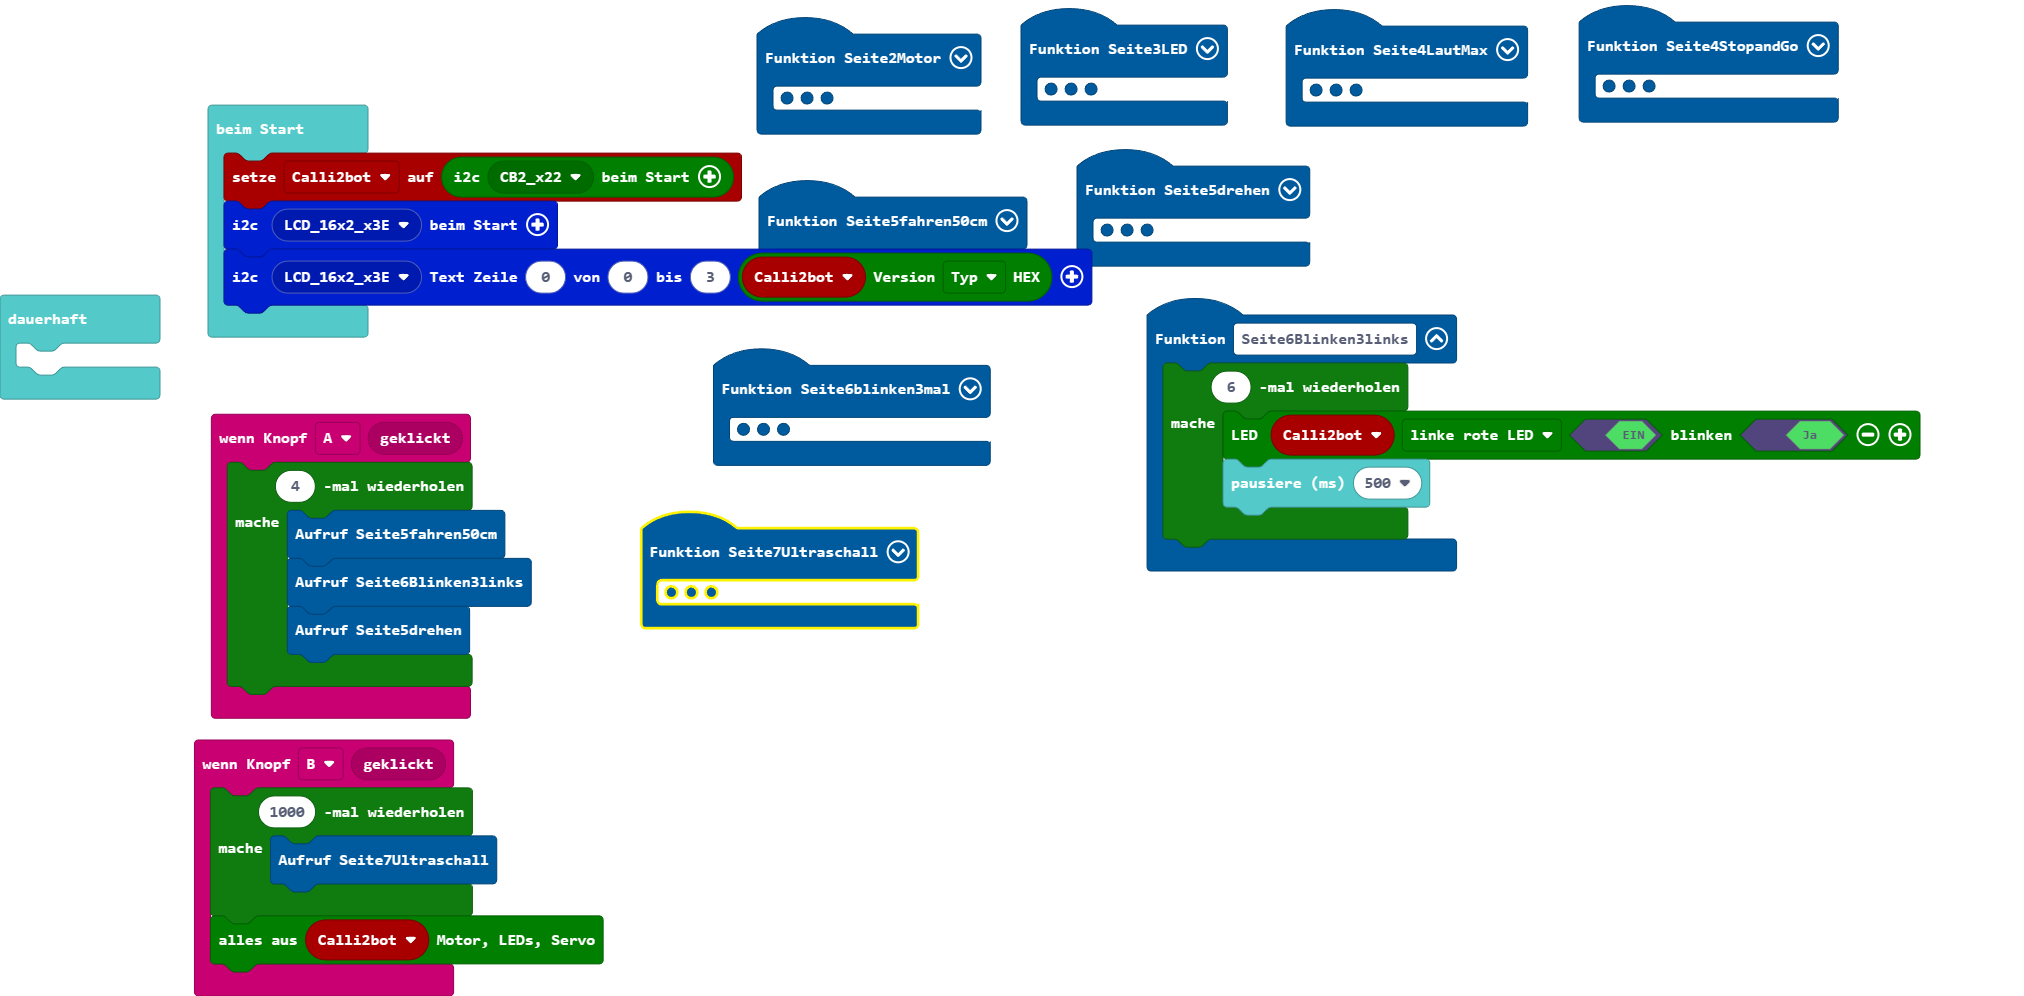 Funktion Seite2Motor
Funktion Seite3LED
Funktion Seite4LautMax
Funktion Seite4StopandGo
beim Start
setze Calli2bot auf i2c CB2_x22 beim Start
i2c LCD_16x2_x3E beim Start
i2c LCD_16x2_x3E Text Zeile 0 von 0 bis 3 Calli2bot Version Typ HEX
Funktion Seite5fahren50cm
Funktion Seite5drehen
dauerhaft
Funktion Seite6blinken3mal
Funktion Seite6Blinken3links
6 -mal wiederholen
mache LED Calli2bot linke rote LED EIN blinken Ja
pausiere (ms) 500
wenn Knopf A geklickt
4 -mal wiederholen
mache Aufruf Seite5fahren50cm
Aufruf Seite6Blinken3links
Aufruf Seite5drehen
Funktion Seite7Ultraschall
wenn Knopf B geklickt
1000 -mal wiederholen
mache Aufruf Seite7Ultraschall
alles aus Calli2bot Motor, LEDs, Servo